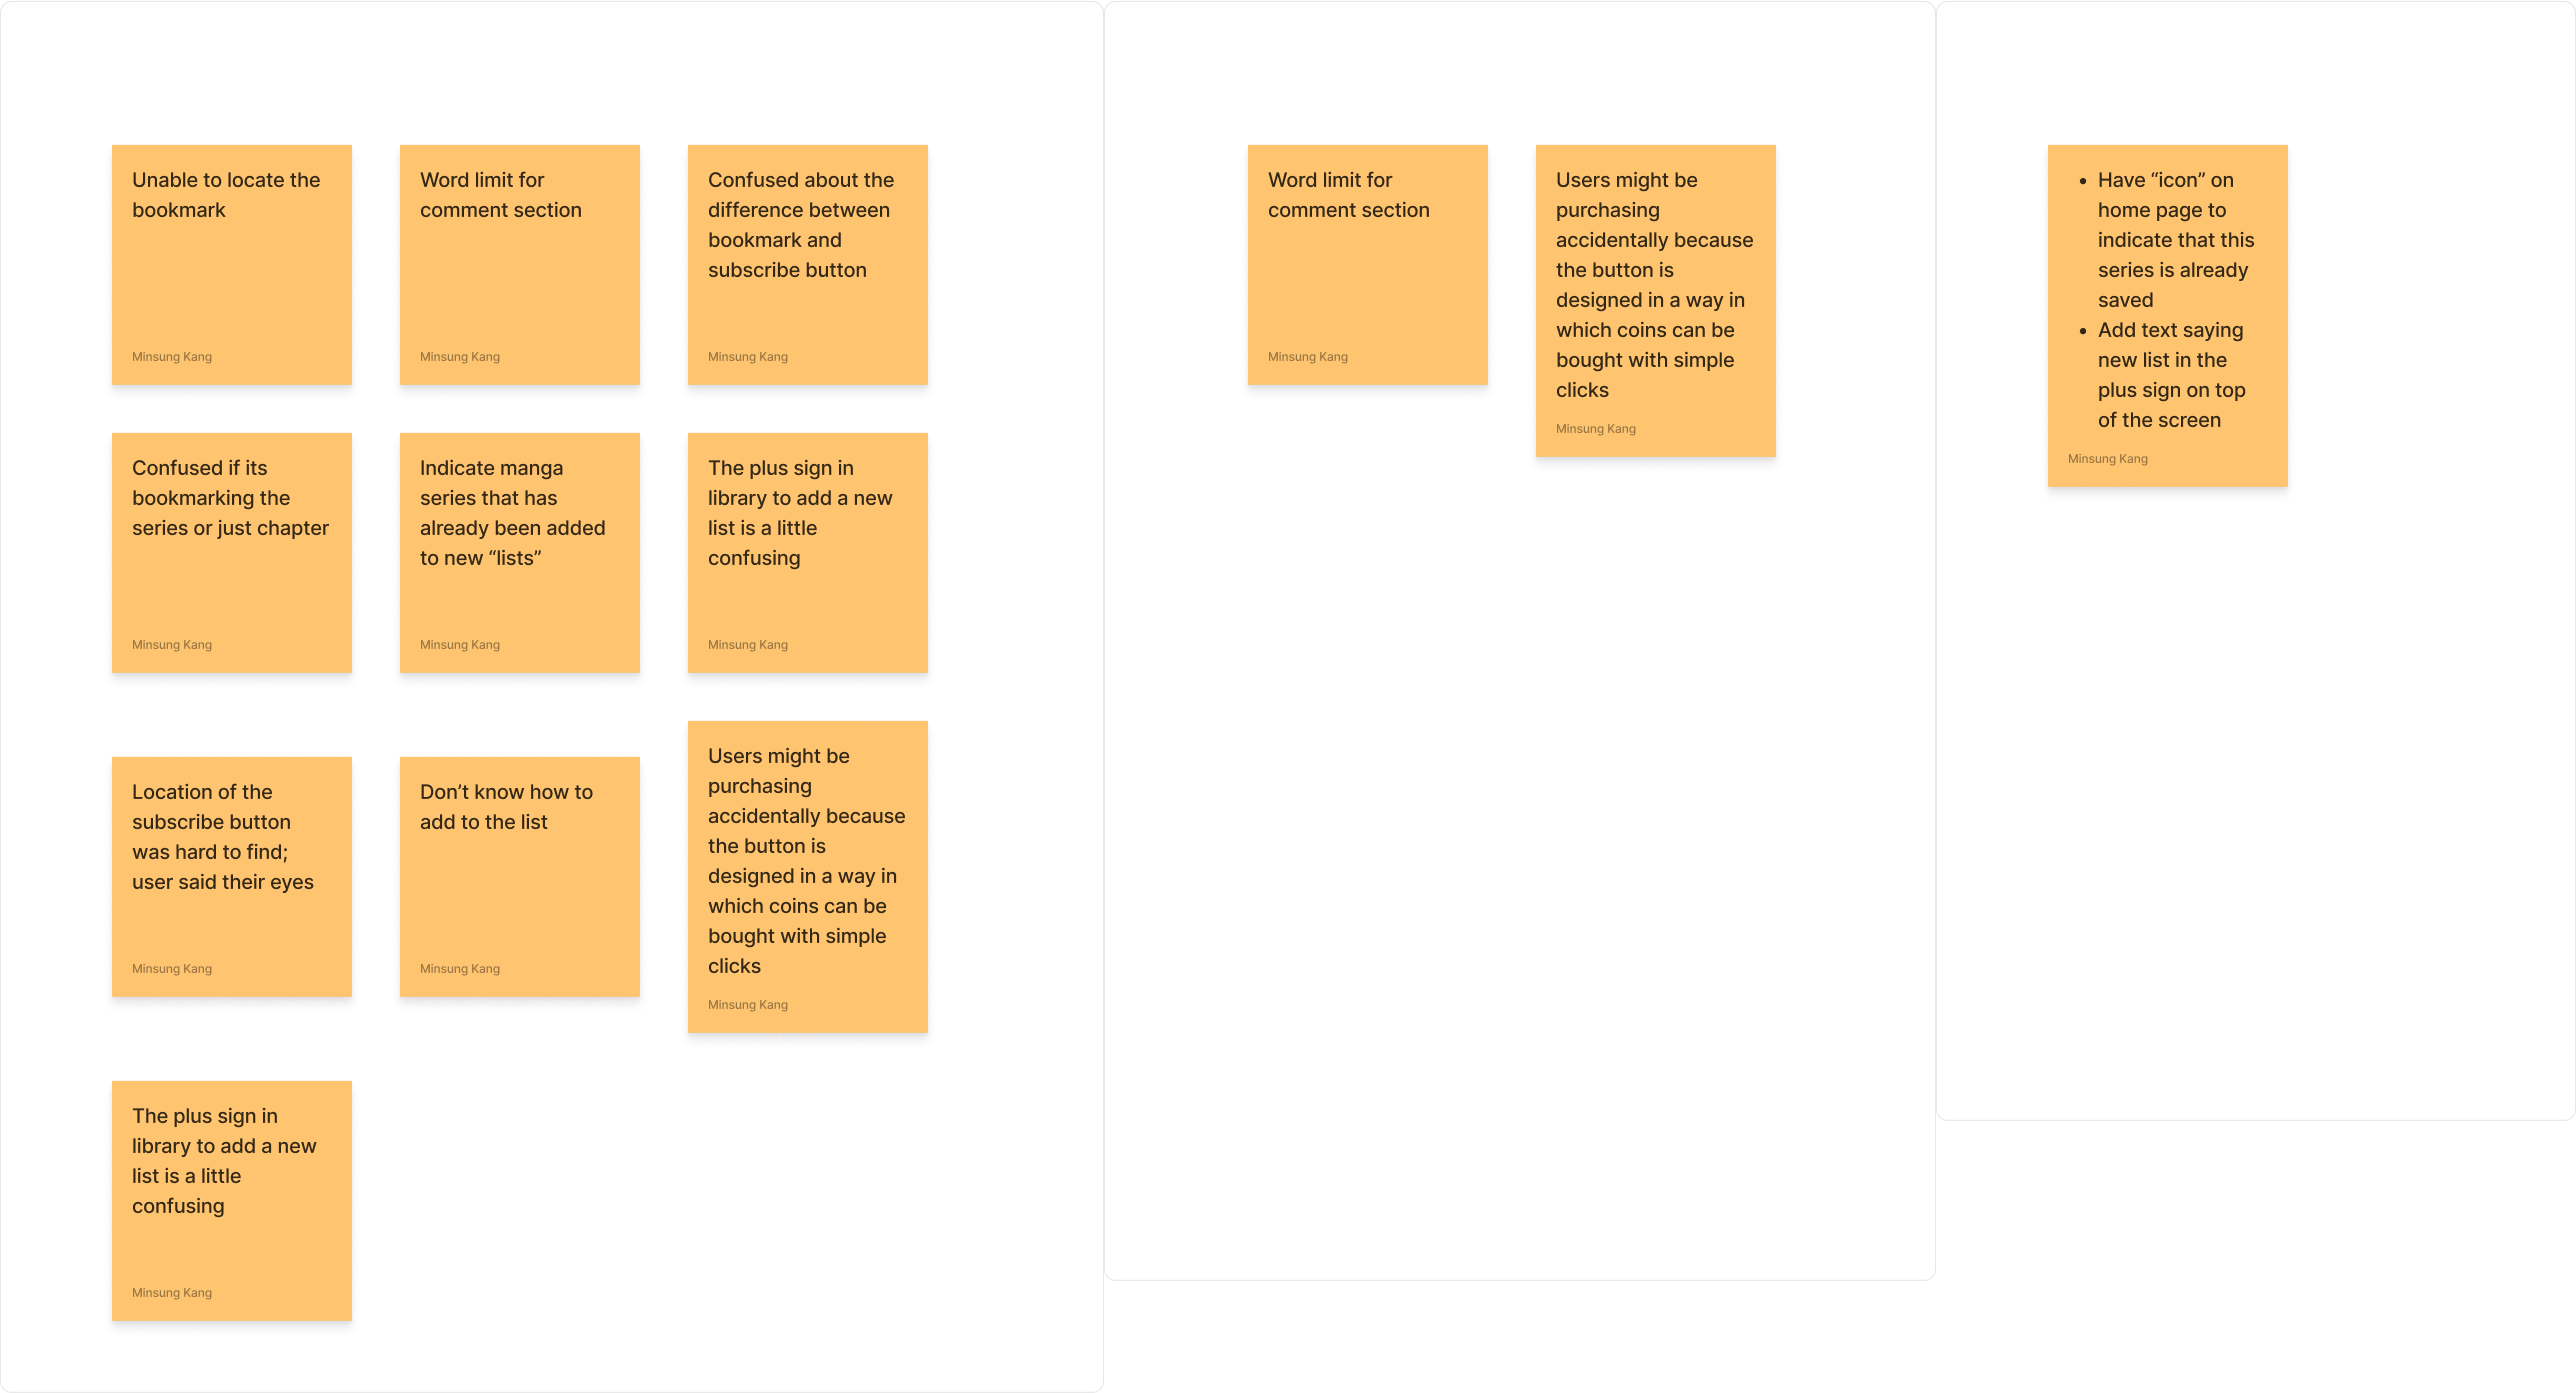 Unable to locate the
bookmark
Minsung Kang
Word limit for
comment section
Minsung Kang
Confused about the
difference between
bookmark and
subscribe button
Minsung Kang
Confused if its
bookmarking the
series or just chapter
Minsung Kang
Indicate manga
series that has
already been added
to new “lists”
Minsung Kang
The plus sign in
library to add a new
list is a little
confusing
Minsung Kang
Location of the
subscribe button
was hard to find;
user said their eyes
Minsung Kang
Don’t know how to
add to the list
Minsung Kang
Users might be
purchasing
accidentally because
the button is
designed in a way in
which coins can be
bought with simple
clicks
Minsung Kang
The plus sign in
library to add a new
list is a little
confusing
Minsung Kang
Word limit for
comment section
Minsung Kang
Users might be
purchasing
accidentally because
the button is
designed in a way in
which coins can be
bought with simple
clicks
Minsung Kang
• Have “icon” on
home page to
indicate that this
series is already
saved
• Add text saying
new list in the
plus sign on top
of the screen
Minsung Kang